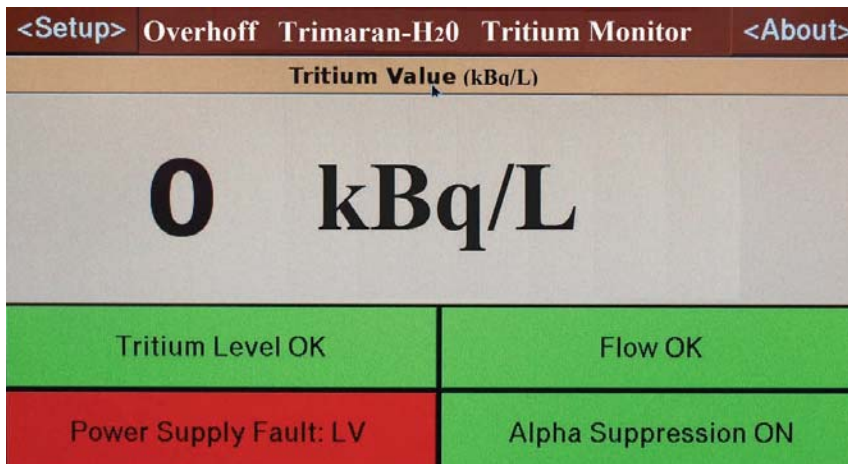 <Setup> Overhoff Trimaran-H20 Tritium Monitor <About>
Tritium Value (kBq/L)
0 kBq/L
Tritium Level OK Flow OK
Power Supply Fault: LV Alpha Suppression ON